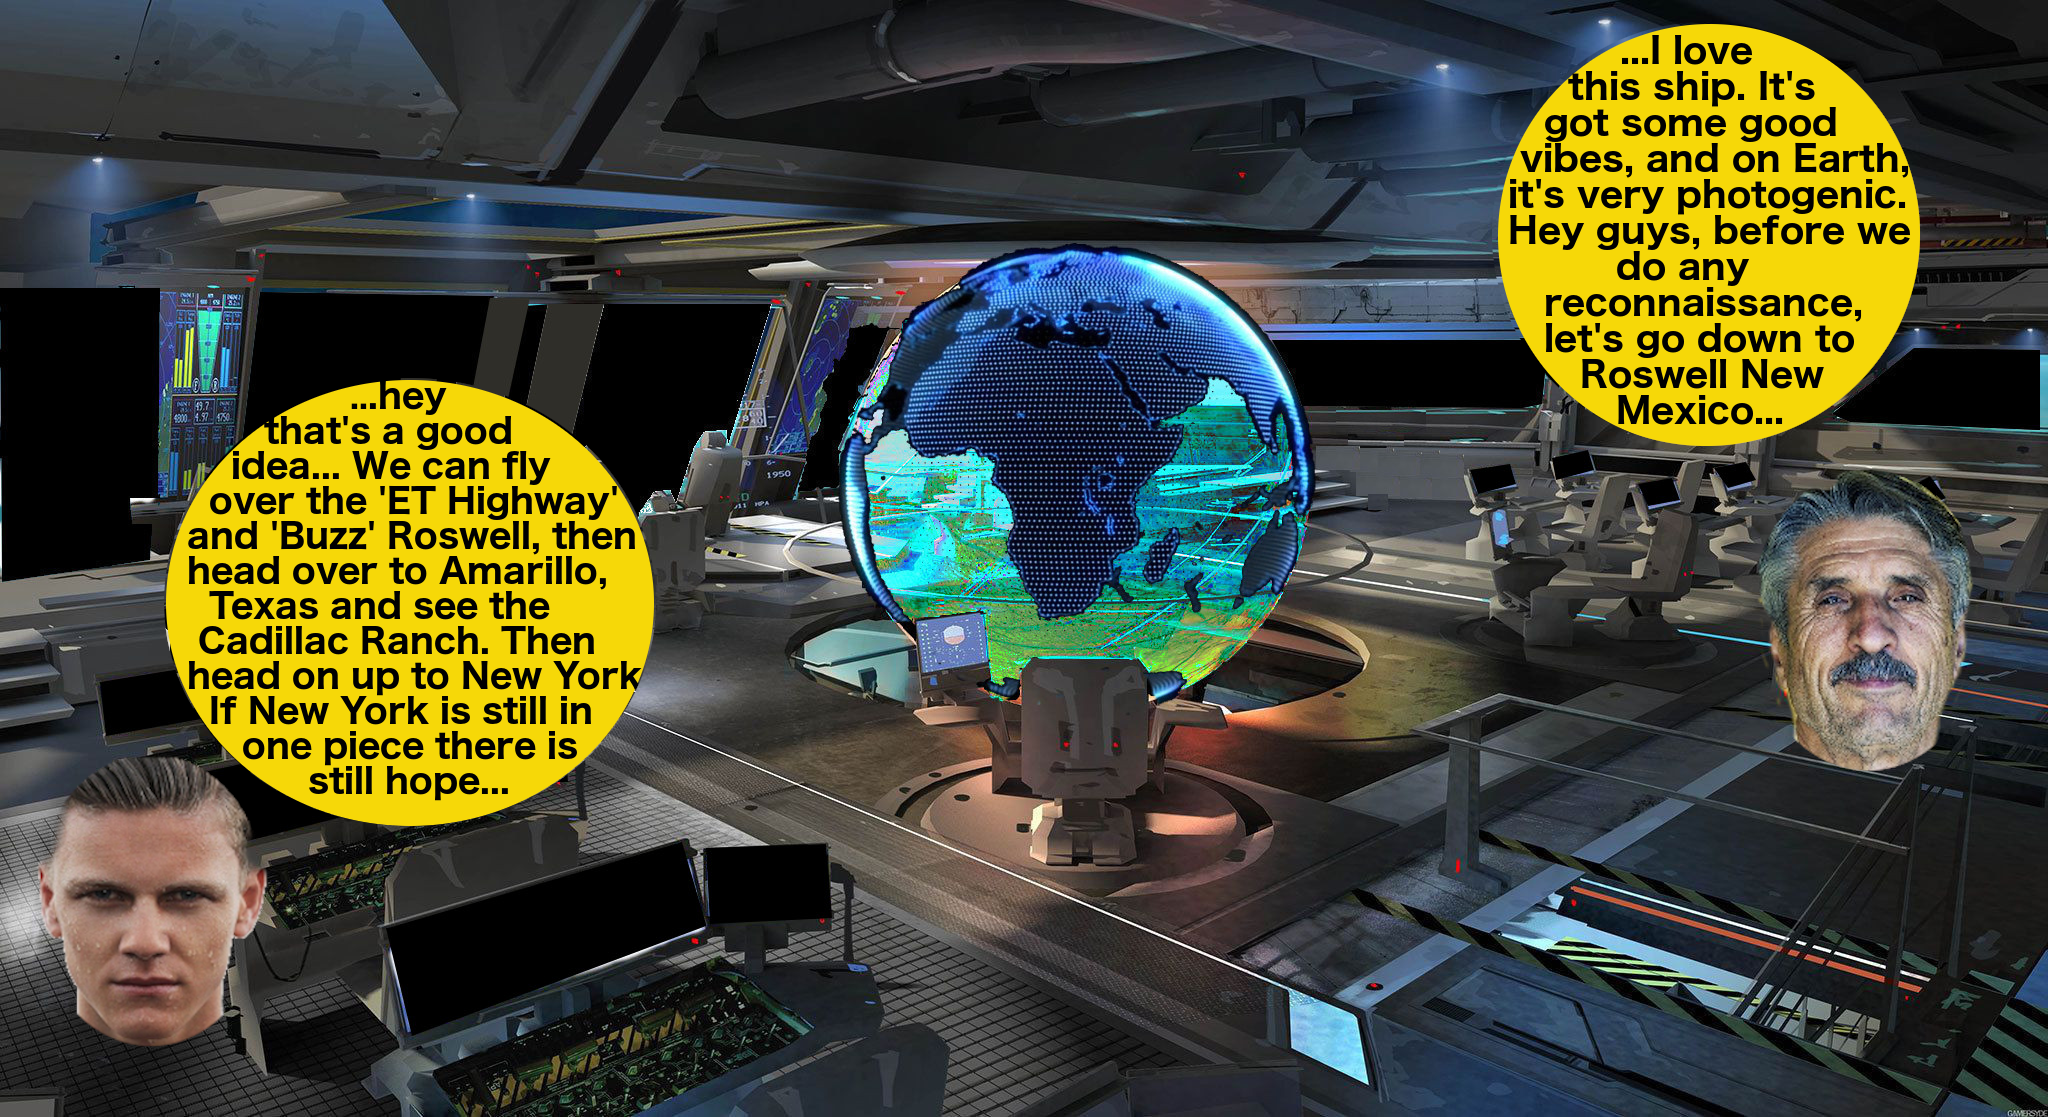 ...I love
this ship. It's
got some good
vibes, and on Earth,
it's very photogenic.
Hey guys, before we
do any
reconnaissance,
let's go down to
Roswell New
Mexico...
...hey
that's a good
idea... We can fly
over the 'ET Highway'
and 'Buzz' Roswell, then
head over to Amarillo,
Texas and see the
Cadillac Ranch. Then
head on up to New York
If New York is still in
one piece there is
still hope...
1950
GAMERSYDE